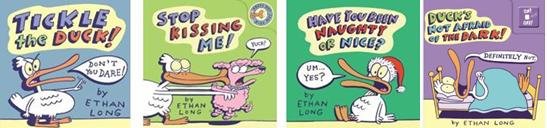 TICKLE
the DUCK!
DON'T
YOU DARE!
by
ETHAN
LONG
STOP
KISSING
ME!
YUCK!
by
ETHAN
LONG
HAVE YOU BEEN
NAUGHTY
OR NICE?
UM...
YES?
by
ETHAN
LONG
DUCK'S
NOT AFRAID
OF THE DARK!
DEFINITELY NOT.
by ETHAN LONG